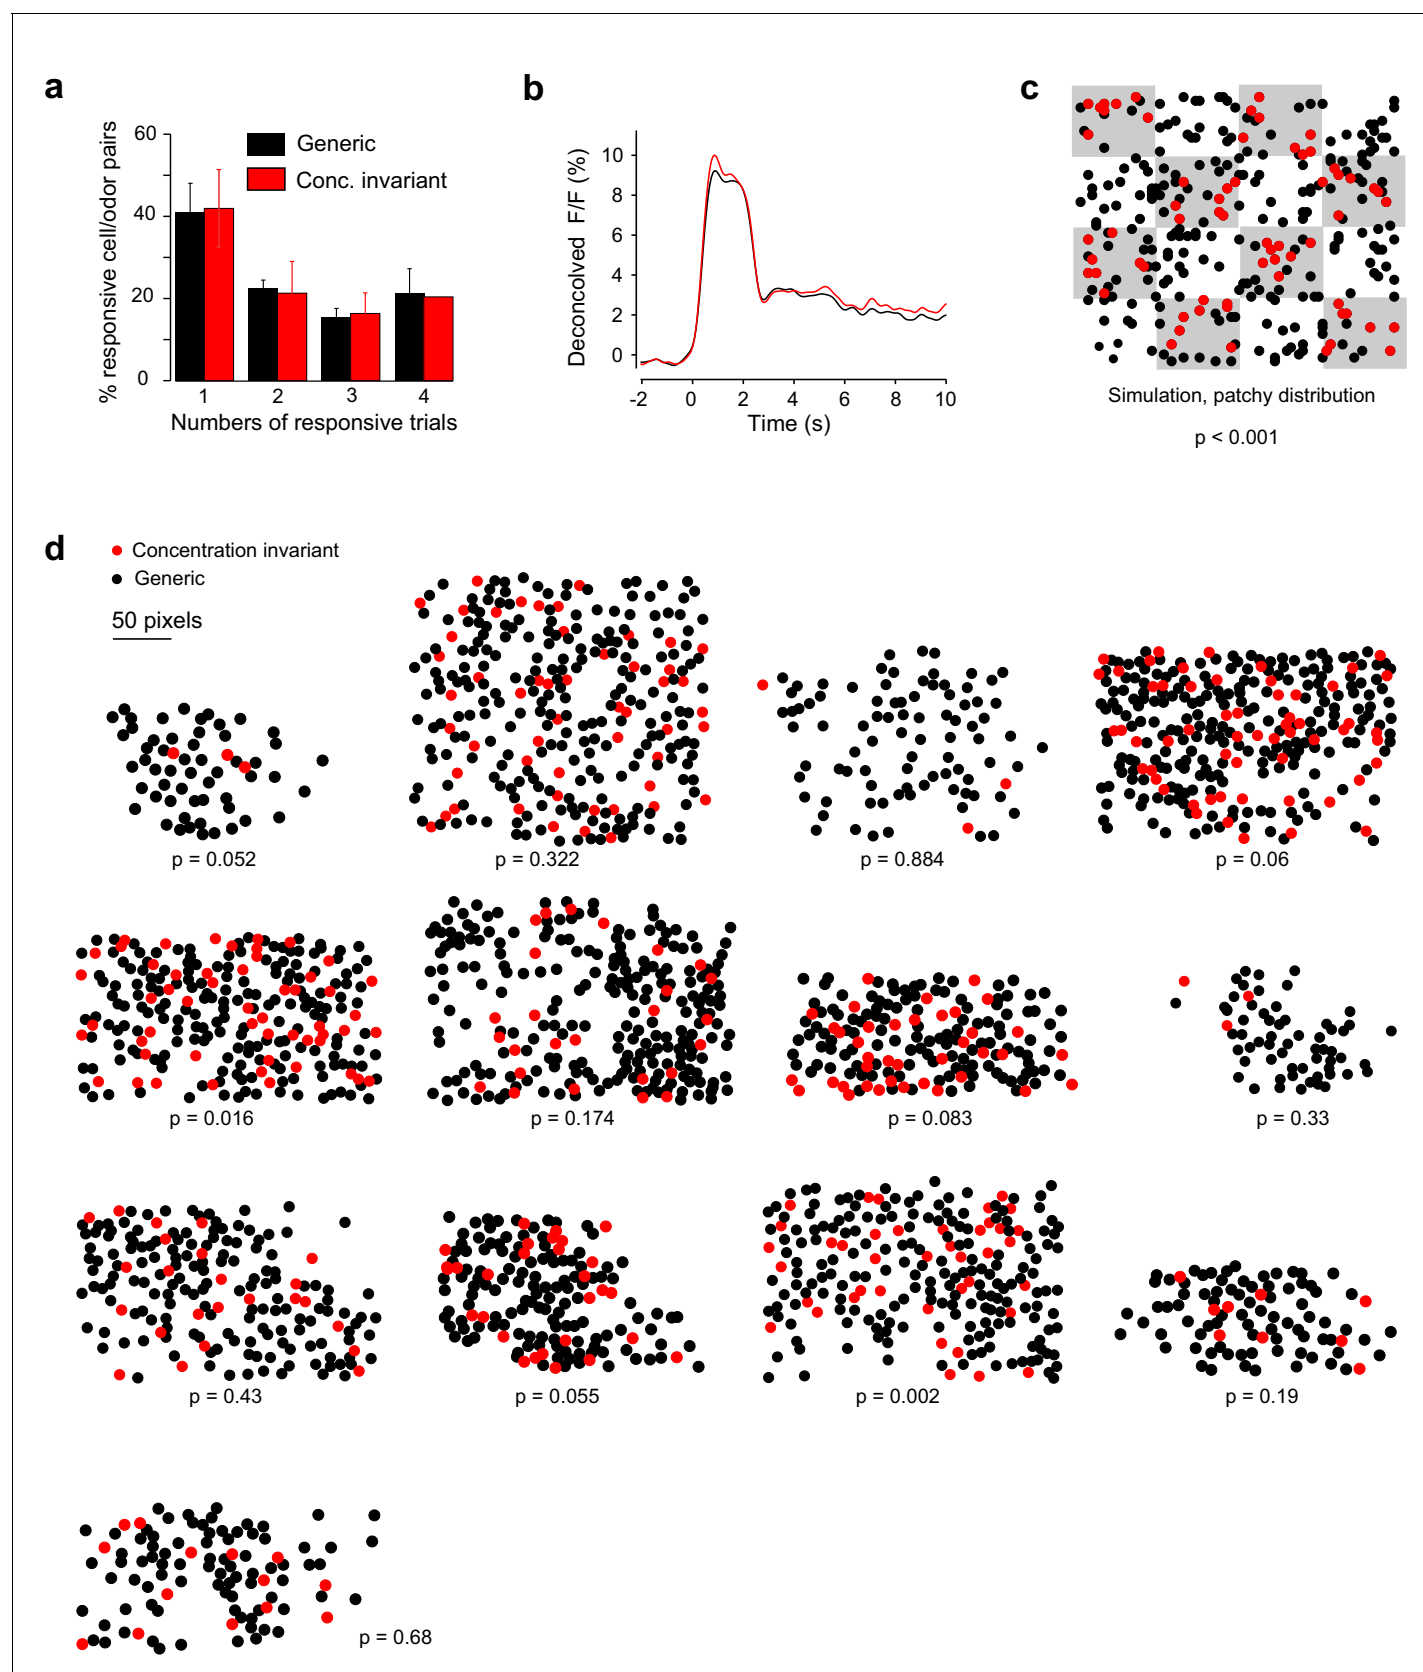 a
% responsive cell/odor pairs
60
40
20
0
Generic
Conc. invariant
1 2 3 4
Numbers of responsive trials
b
Deconcolved F/F (%)
10
8
6
4
2
0
-2 0 2 4 6 8 10
Time (s)
c
Simulation, patchy distribution
p < 0.001
d
Concentration invariant
Generic
50 pixels
p = 0.052
p = 0.322
p = 0.884
p = 0.06
p = 0.016
p = 0.174
p = 0.083
p = 0.33
p = 0.43
p = 0.055
p = 0.002
p = 0.19
p = 0.68